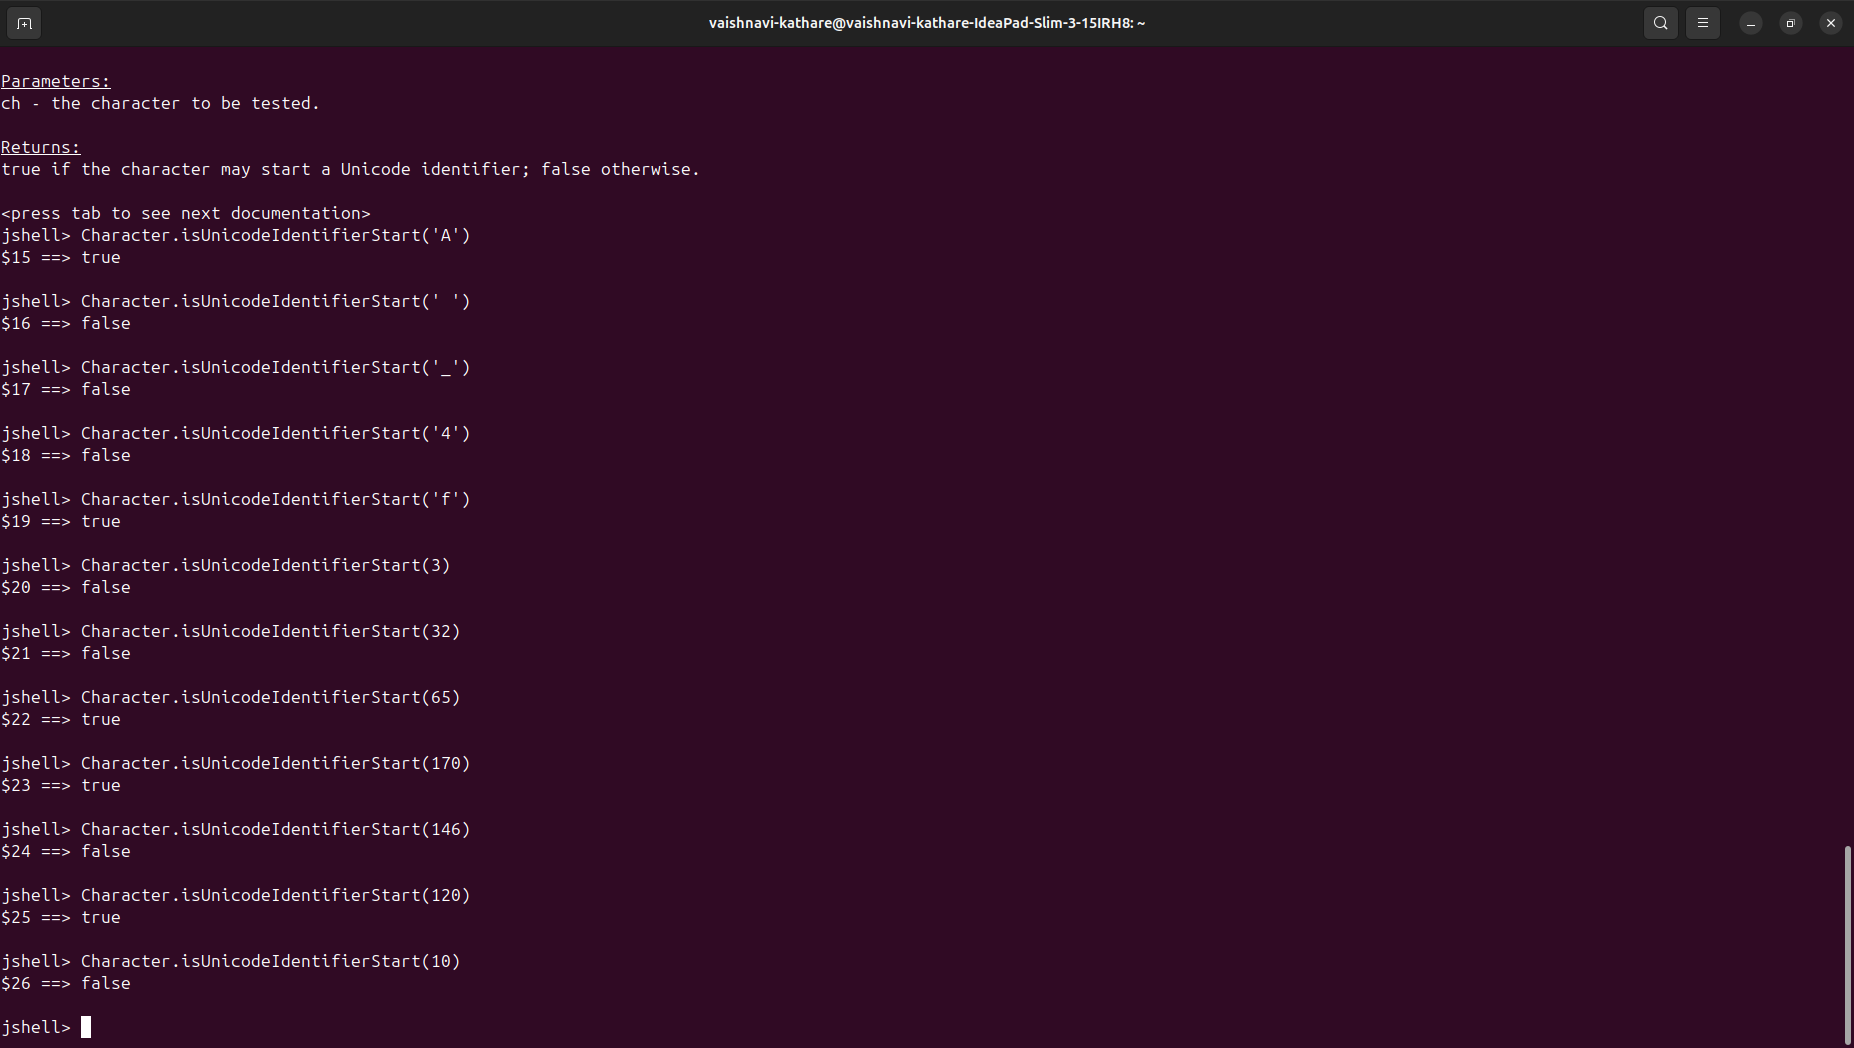 vaishnavi-kathare@vaishnavi-kathare-IdeaPad-Slim-3-15IRH8: ~
Parameters:
ch - the character to be tested.
Returns:
true if the character may start a Unicode identifier; false otherwise.
<press tab to see next documentation>
jshell> Character.isUnicodeIdentifierStart('A')
$15 ==> true
jshell> Character.isUnicodeIdentifierStart(' ')
$16 ==> false
jshell> Character.isUnicodeIdentifierStart('_')
$17 ==> false
jshell> Character.isUnicodeIdentifierStart('4')
$18 ==> false
jshell> Character.isUnicodeIdentifierStart('f')
$19 ==> true
jshell> Character.isUnicodeIdentifierStart(3)
$20 ==> false
jshell> Character.isUnicodeIdentifierStart(32)
$21 ==> false
jshell> Character.isUnicodeIdentifierStart(65)
$22 ==> true
jshell> Character.isUnicodeIdentifierStart(170)
$23 ==> true
jshell> Character.isUnicodeIdentifierStart(146)
$24 ==> false
jshell> Character.isUnicodeIdentifierStart(120)
$25 ==> true
jshell> Character.isUnicodeIdentifierStart(10)
$26 ==> false
jshell>